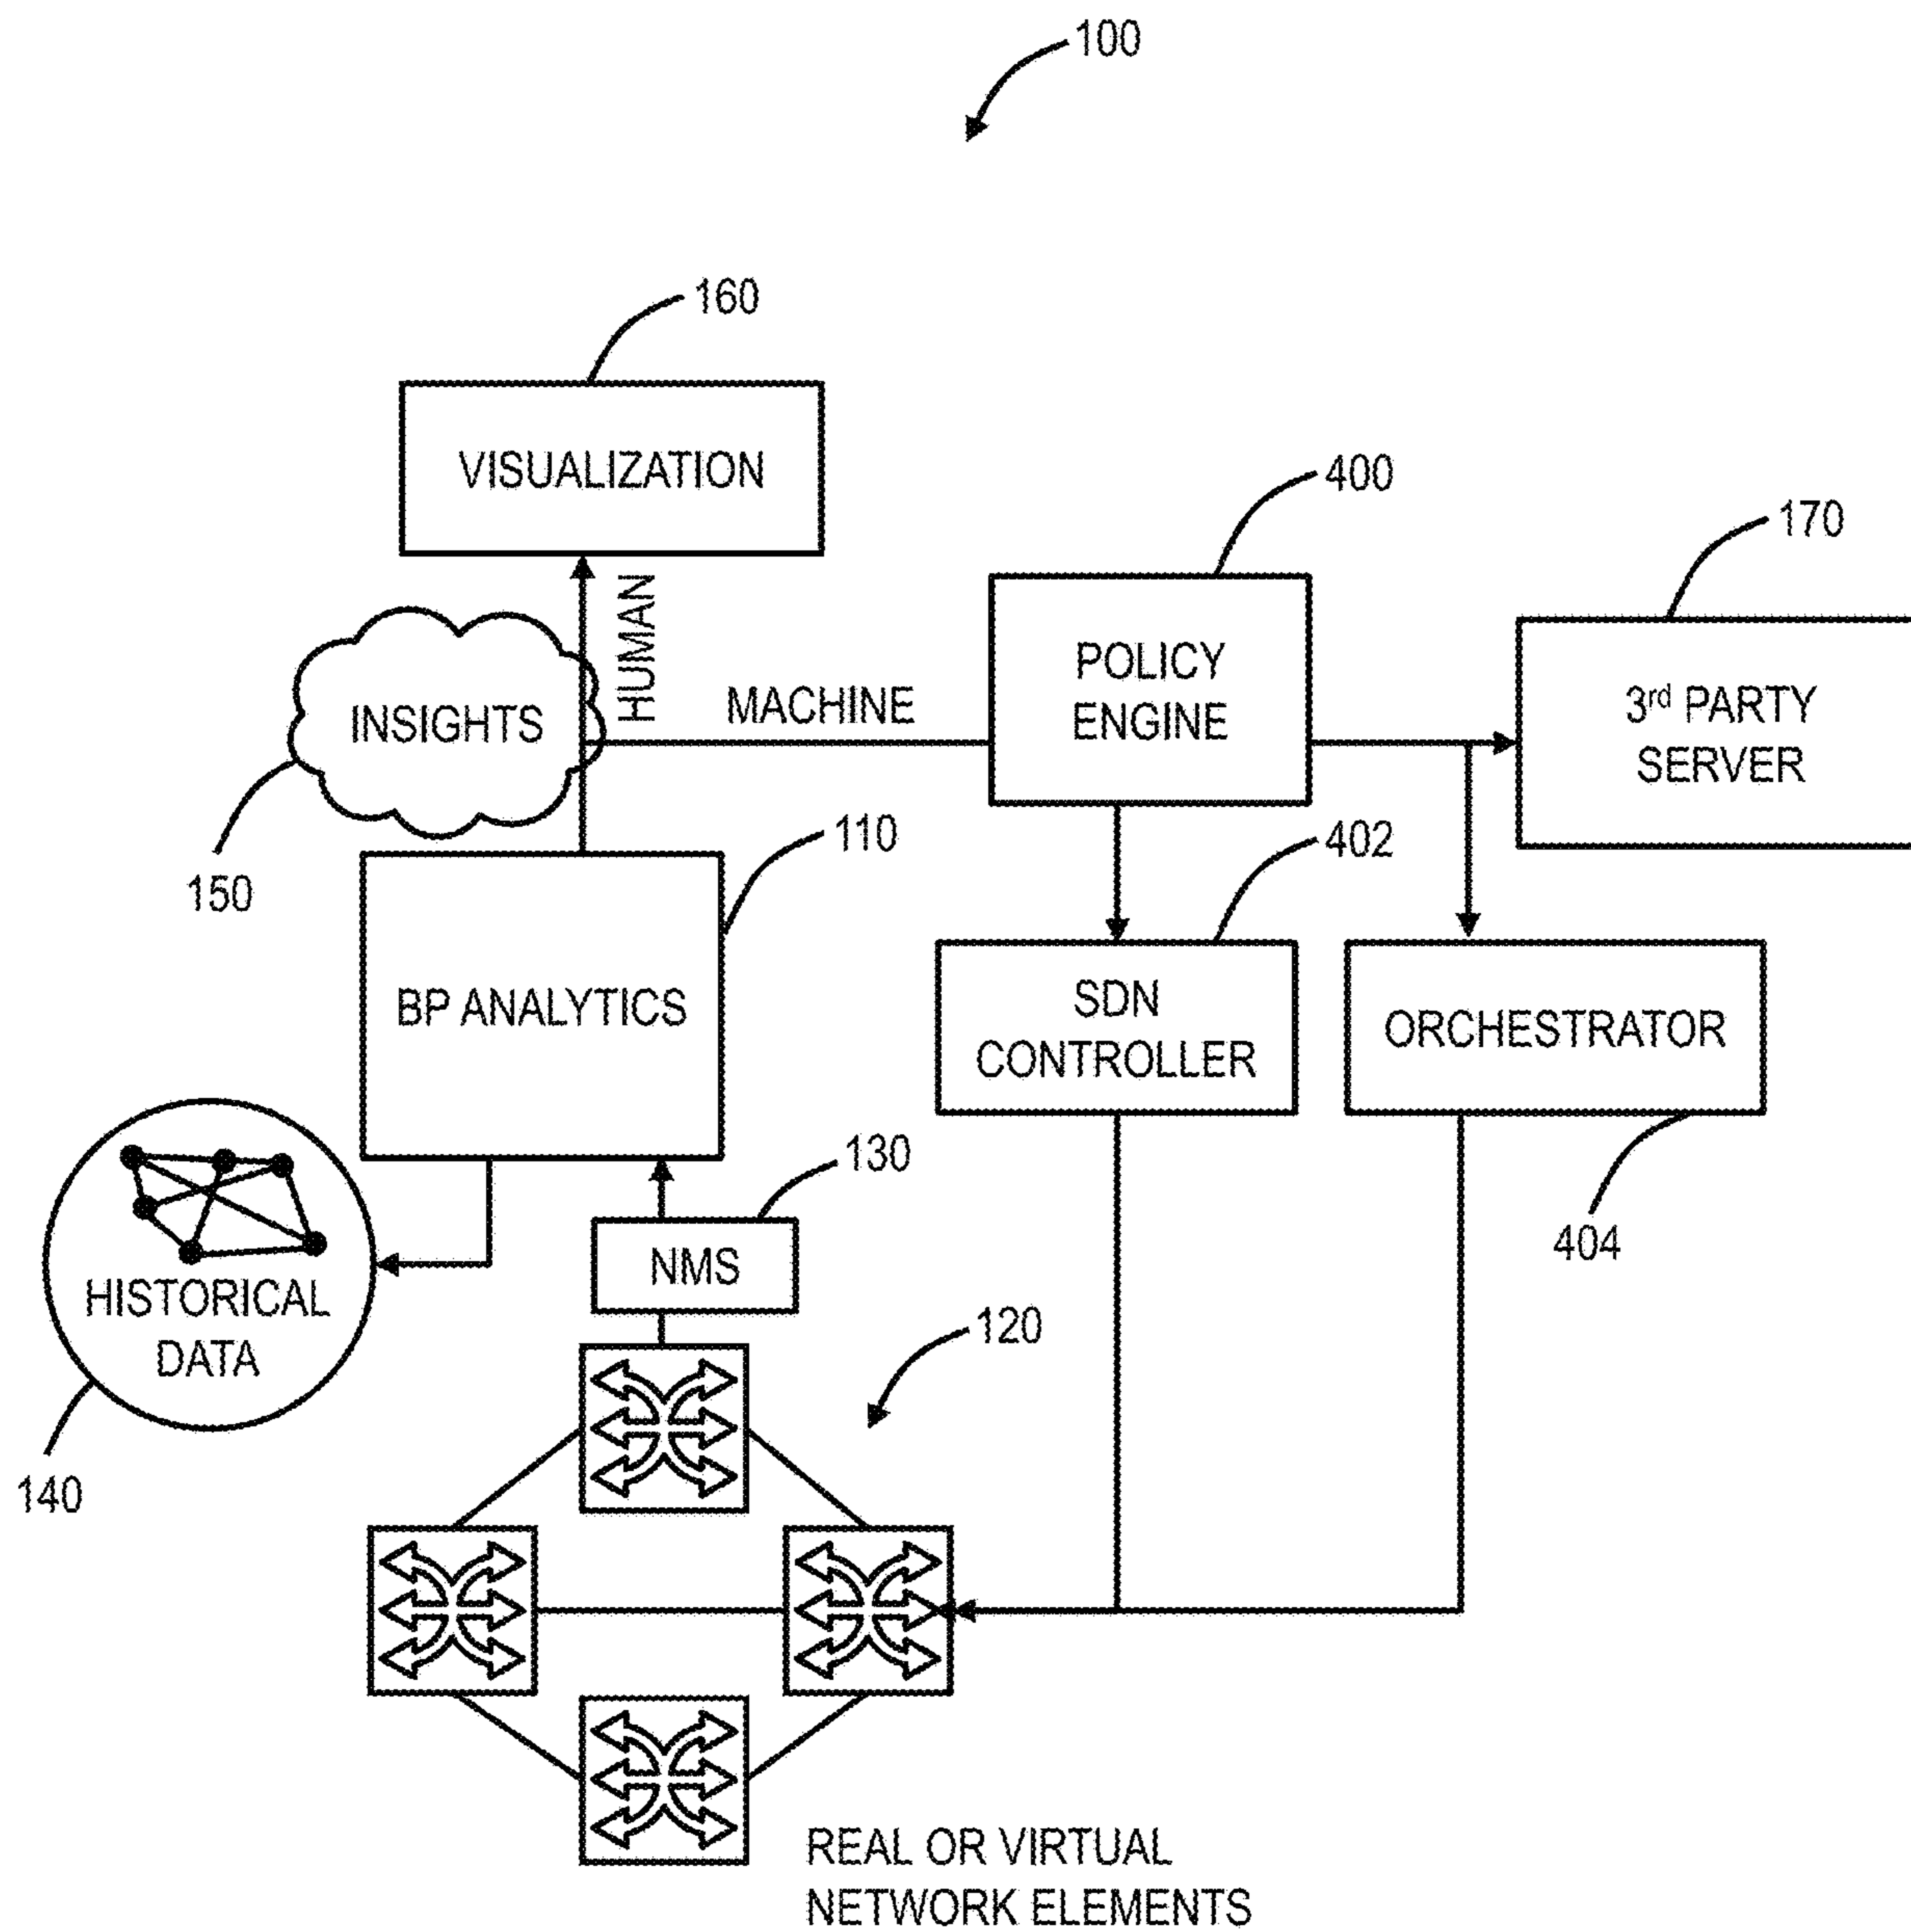 100
160
VISUALIZATION
400
170
HUMAN
POLICY
ENGINE
3rd PARTY
SERVER
INSIGHTS
MACHINE
150
110
402
BP ANALYTICS
SDN
CONTROLLER
ORCHESTRATOR
130
404
NMS
HISTORICAL
DATA
120
140
REAL OR VIRTUAL
NETWORK ELEMENTS